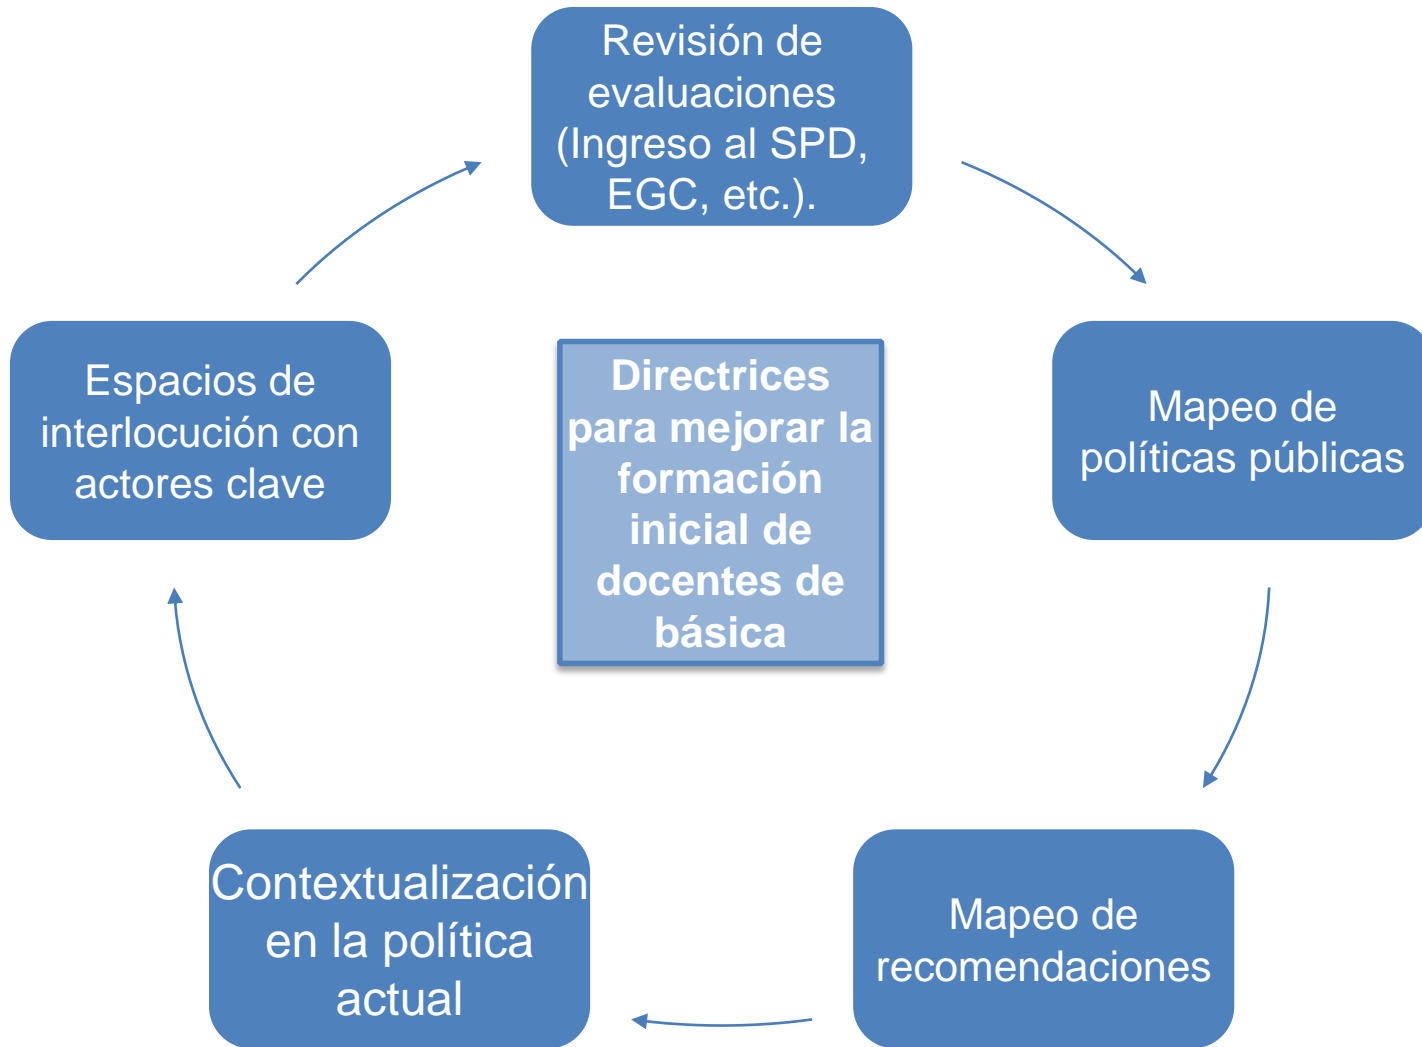 Revisión de
evaluaciones
(Ingreso al SPD,
EGC, etc.).
Espacios de
interlocución con
actores clave
Directrices
para mejorar la
formación
inicial de
docentes de
básica
Mapeo de
políticas públicas
Contextualización
en la política
actual
Mapeo de
recomendaciones